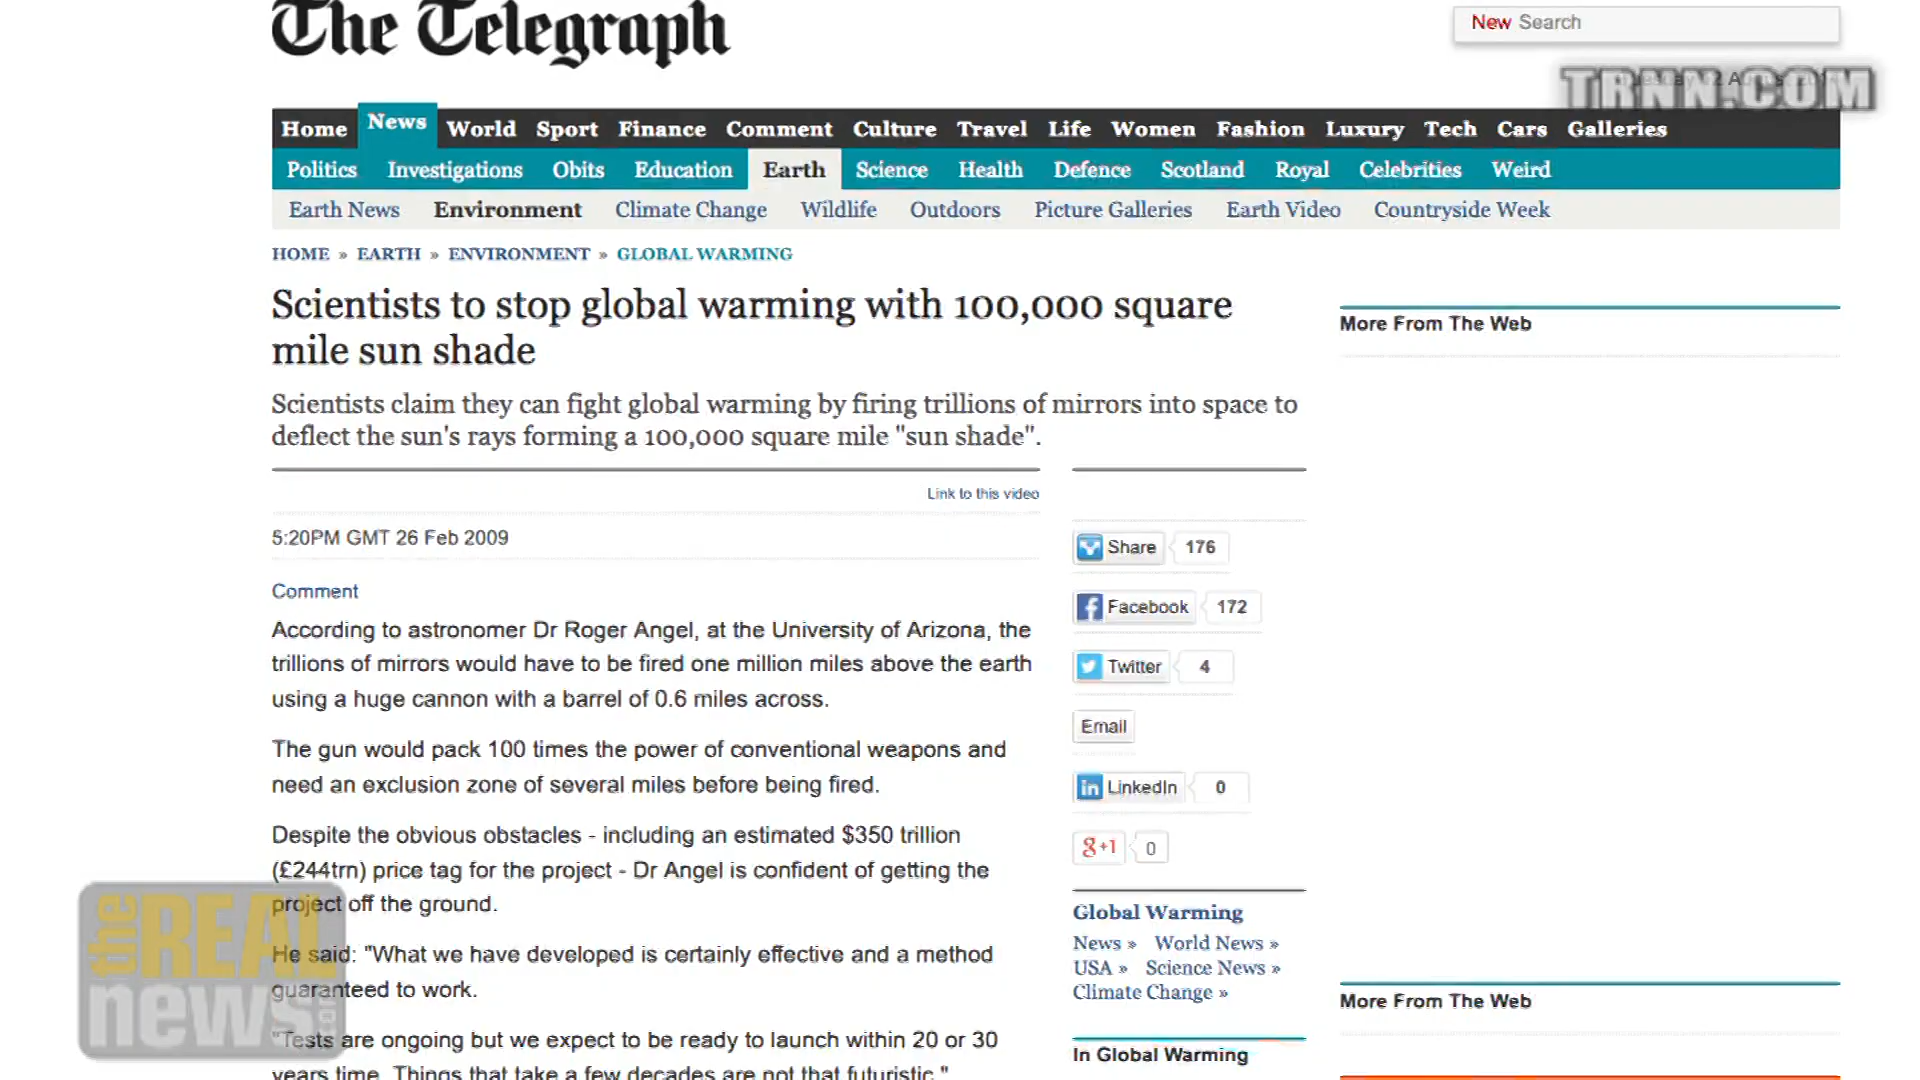 The Telegraph
New Search
TRNN.COM
Home News World Sport Finance Comment Culture Travel Life Women Fashion Luxury Tech Cars Galleries
Politics Investigations Obits Education Earth Science Health Defence Scotland Royal Celebrities Weird
Earth News Environment Climate Change Wildlife Outdoors Picture Galleries Earth Video Countryside Week
HOME » EARTH » ENVIRONMENT » GLOBAL WARMING
Scientists to stop global warming with 100,000 square
mile sun shade
Scientists claim they can fight global warming by firing trillions of mirrors into space to
deflect the sun's rays forming a 100,000 square mile "sun shade".
Link to this video
5:20PM GMT 26 Feb 2009
Comment
According to astronomer Dr Roger Angel, at the University of Arizona, the
trillions of mirrors would have to be fired one million miles above the earth
using a huge cannon with a barrel of 0.6 miles across.
The gun would pack 100 times the power of conventional weapons and
need an exclusion zone of several miles before being fired.
Despite the obvious obstacles - including an estimated $350 trillion
(£244trn) price tag for the project - Dr Angel is confident of getting the
project off the ground.
He said: "What we have developed is certainly effective and a method
guaranteed to work.
"Tests are ongoing but we expect to be ready to launch within 20 or 30
years time. Things that take a few decades are not that futuristic."
Share 176
Facebook 172
Twitter 4
Email
LinkedIn 0
g+1 0
Global Warming
News » World News »
USA » Science News »
Climate Change »
In Global Warming
More From The Web
More From The Web
the REAL
news.com